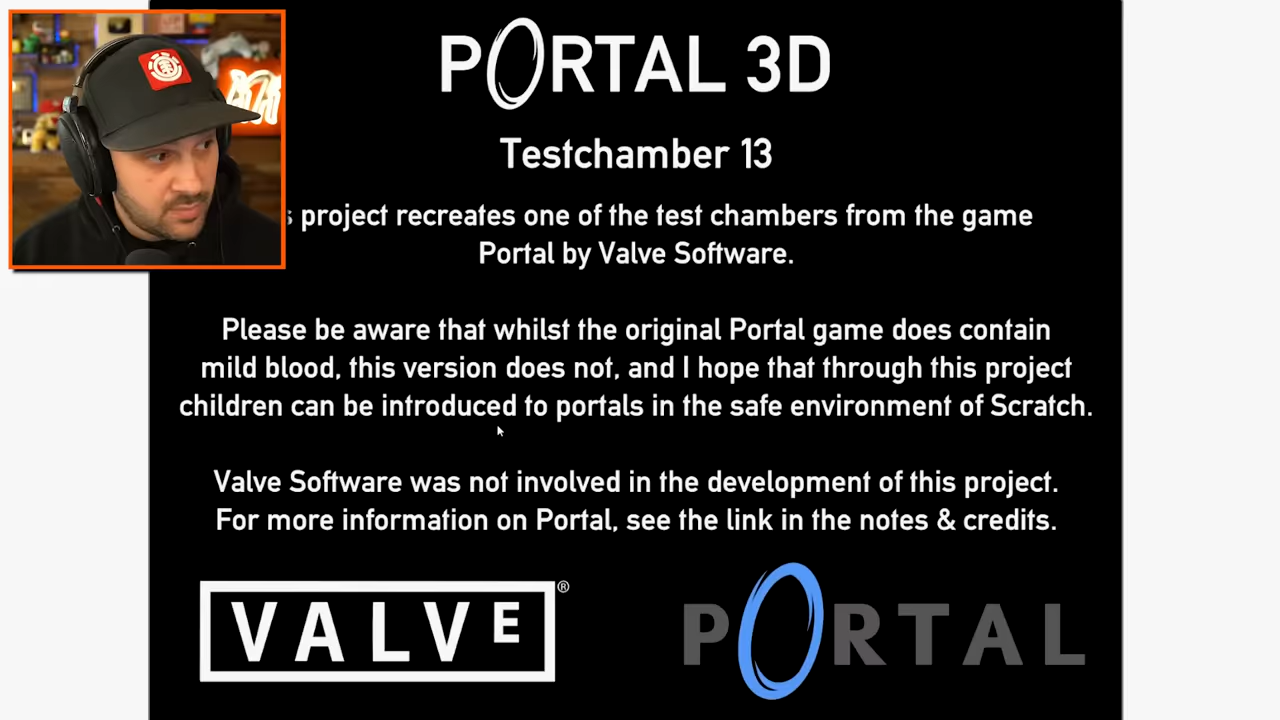 PORTAL 3D
Testchamber 13
project recreates one of the test chambers from the game
Portal by Valve Software.
Please be aware that whilst the original Portal game does contain
mild blood, this version does not, and I hope that through this project
children can be introduced to portals in the safe environment of Scratch.
Valve Software was not involved in the development of this project.
For more information on Portal, see the link in the notes & credits.
VALVE®
PORTAL